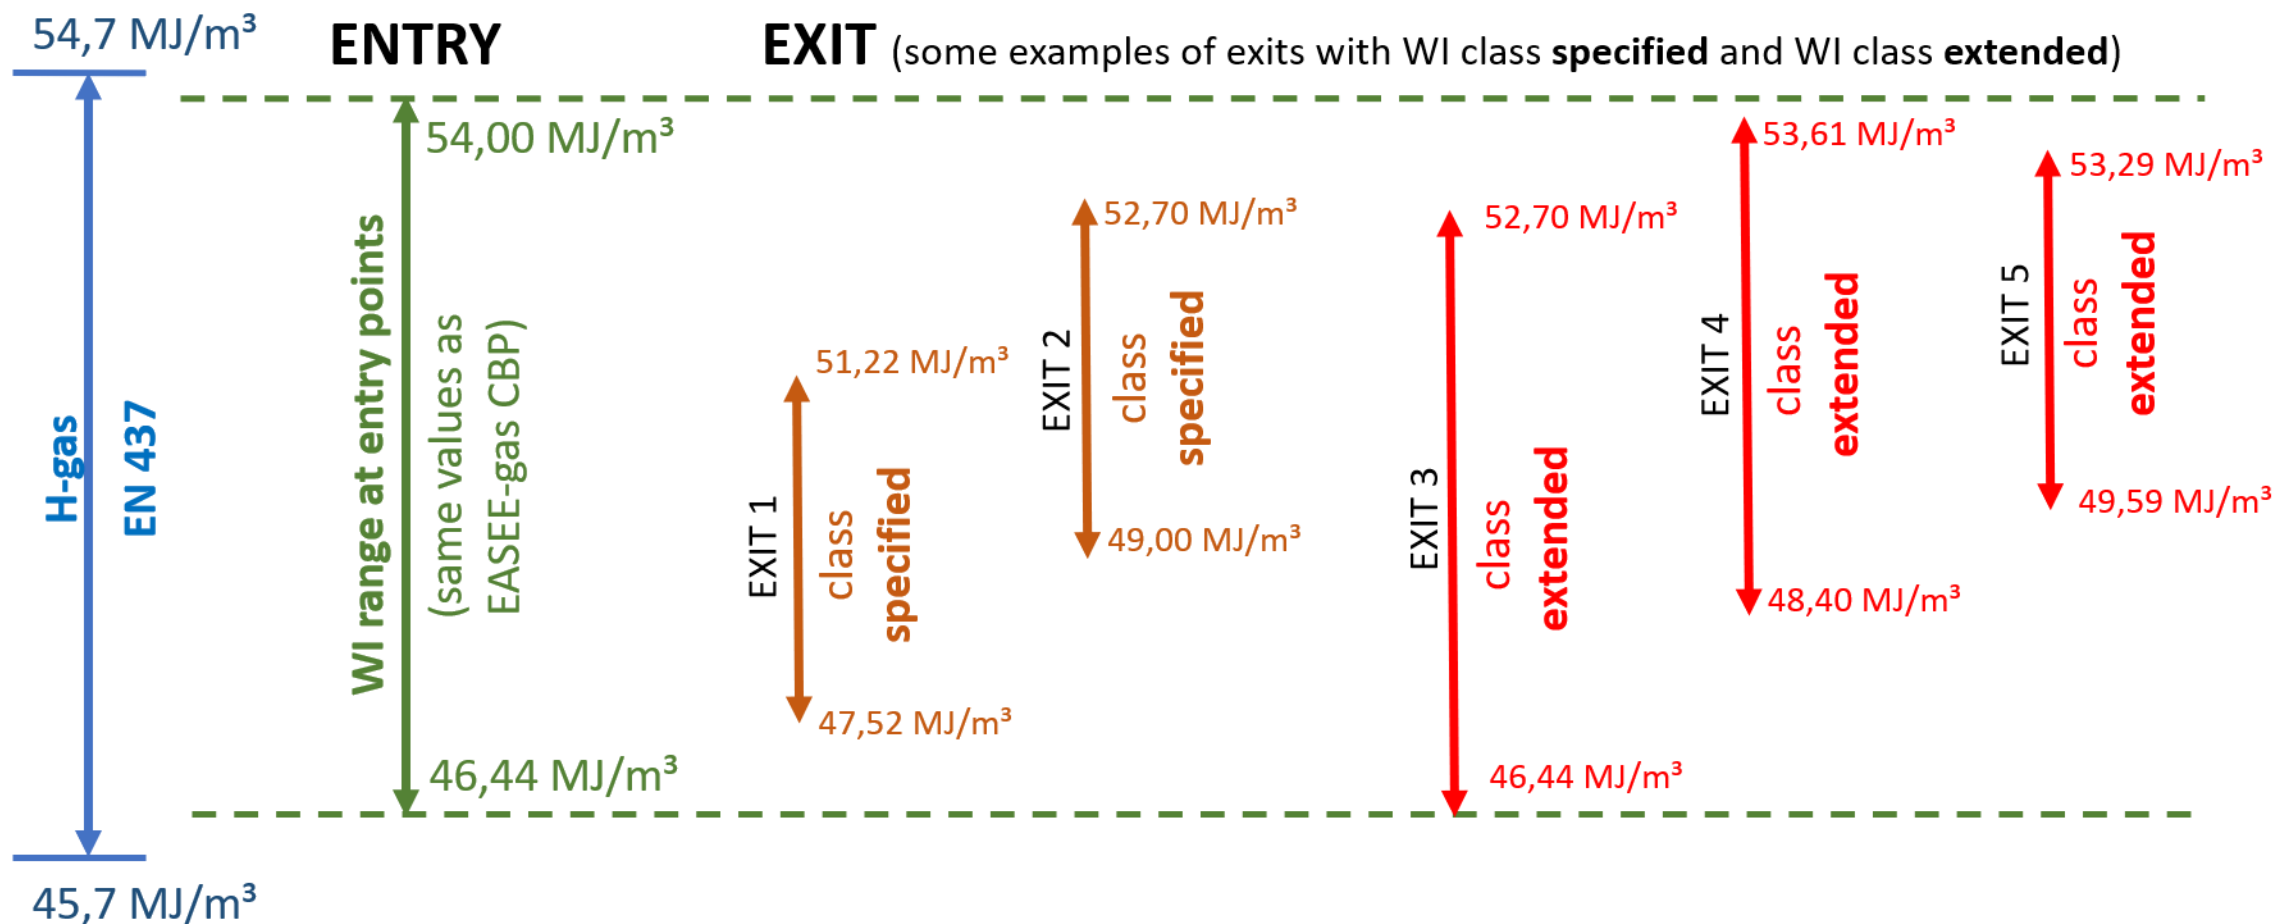 54,7 MJ/m³
ENTRY
EXIT (some examples of exits with WI class specified and WI class extended)
H-gas
EN 437
45,7 MJ/m³
54,00 MJ/m³
WI range at entry points
(same values as
EASEE-gas CBP)
46,44 MJ/m³
51,22 MJ/m³
EXIT 1
class
specified
47,52 MJ/m³
52,70 MJ/m³
EXIT 2
class
specified
49,00 MJ/m³
52,70 MJ/m³
EXIT 3
class
extended
46,44 MJ/m³
53,61 MJ/m³
EXIT 4
class
extended
48,40 MJ/m³
53,29 MJ/m³
EXIT 5
class
extended
49,59 MJ/m³